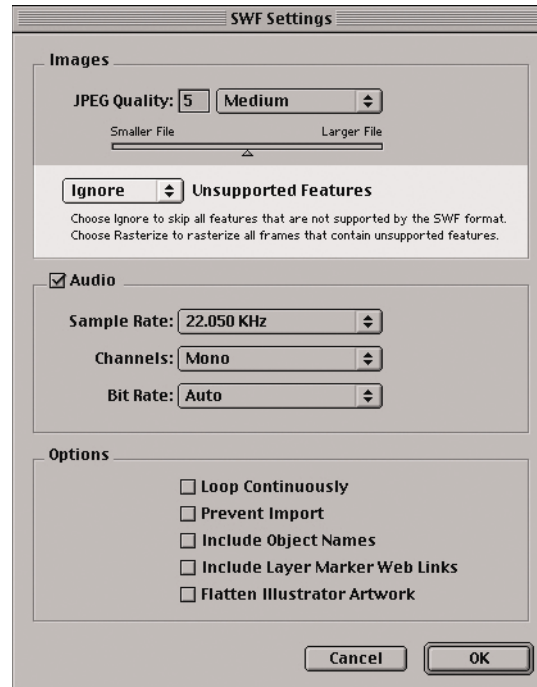 SWF Settings
Images
JPEG Quality: 5 Medium
Smaller File Larger File
Ignore Unsupported Features
Choose Ignore to skip all features that are not supported by the SWF format.
Choose Rasterize to rasterize all frames that contain unsupported features.
Audio
Sample Rate: 22.050 KHz
Channels: Mono
Bit Rate: Auto
Options
Loop Continuously
Prevent Import
Include Object Names
Include Layer Marker Web Links
Flatten Illustrator Artwork
Cancel OK